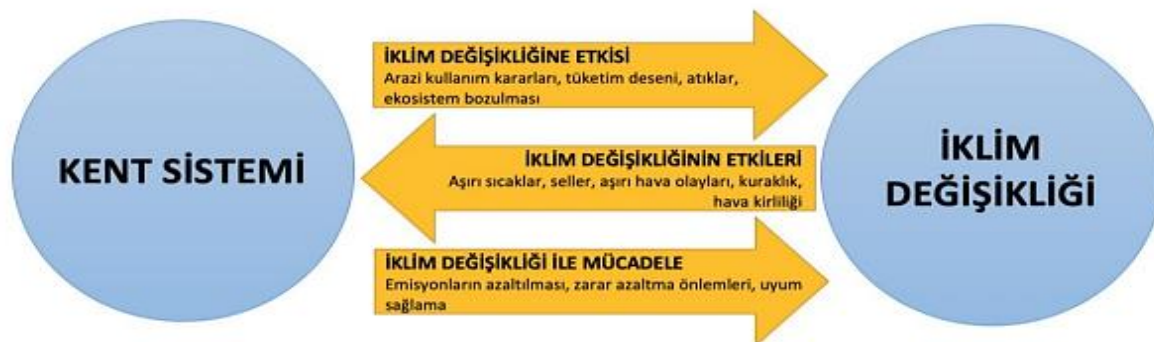 KENT SİSTEMİ
İKLİM DEĞİŞİKLİĞİNE ETKİSİ
Arazi kullanım kararları, tüketim deseni, atıklar,
ekosistem bozulması
İKLİM DEĞİŞİKLİĞİNİN ETKİLERİ
Aşırı sıcaklar, seller, aşırı hava olayları, kuraklık,
hava kirliliği
İKLİM DEĞİŞİKLİĞİ İLE MÜCADELE
Emisyonların azaltılması, zarar azaltma önlemleri, uyum
sağlama
İKLİM
DEĞİŞİKLİĞİ